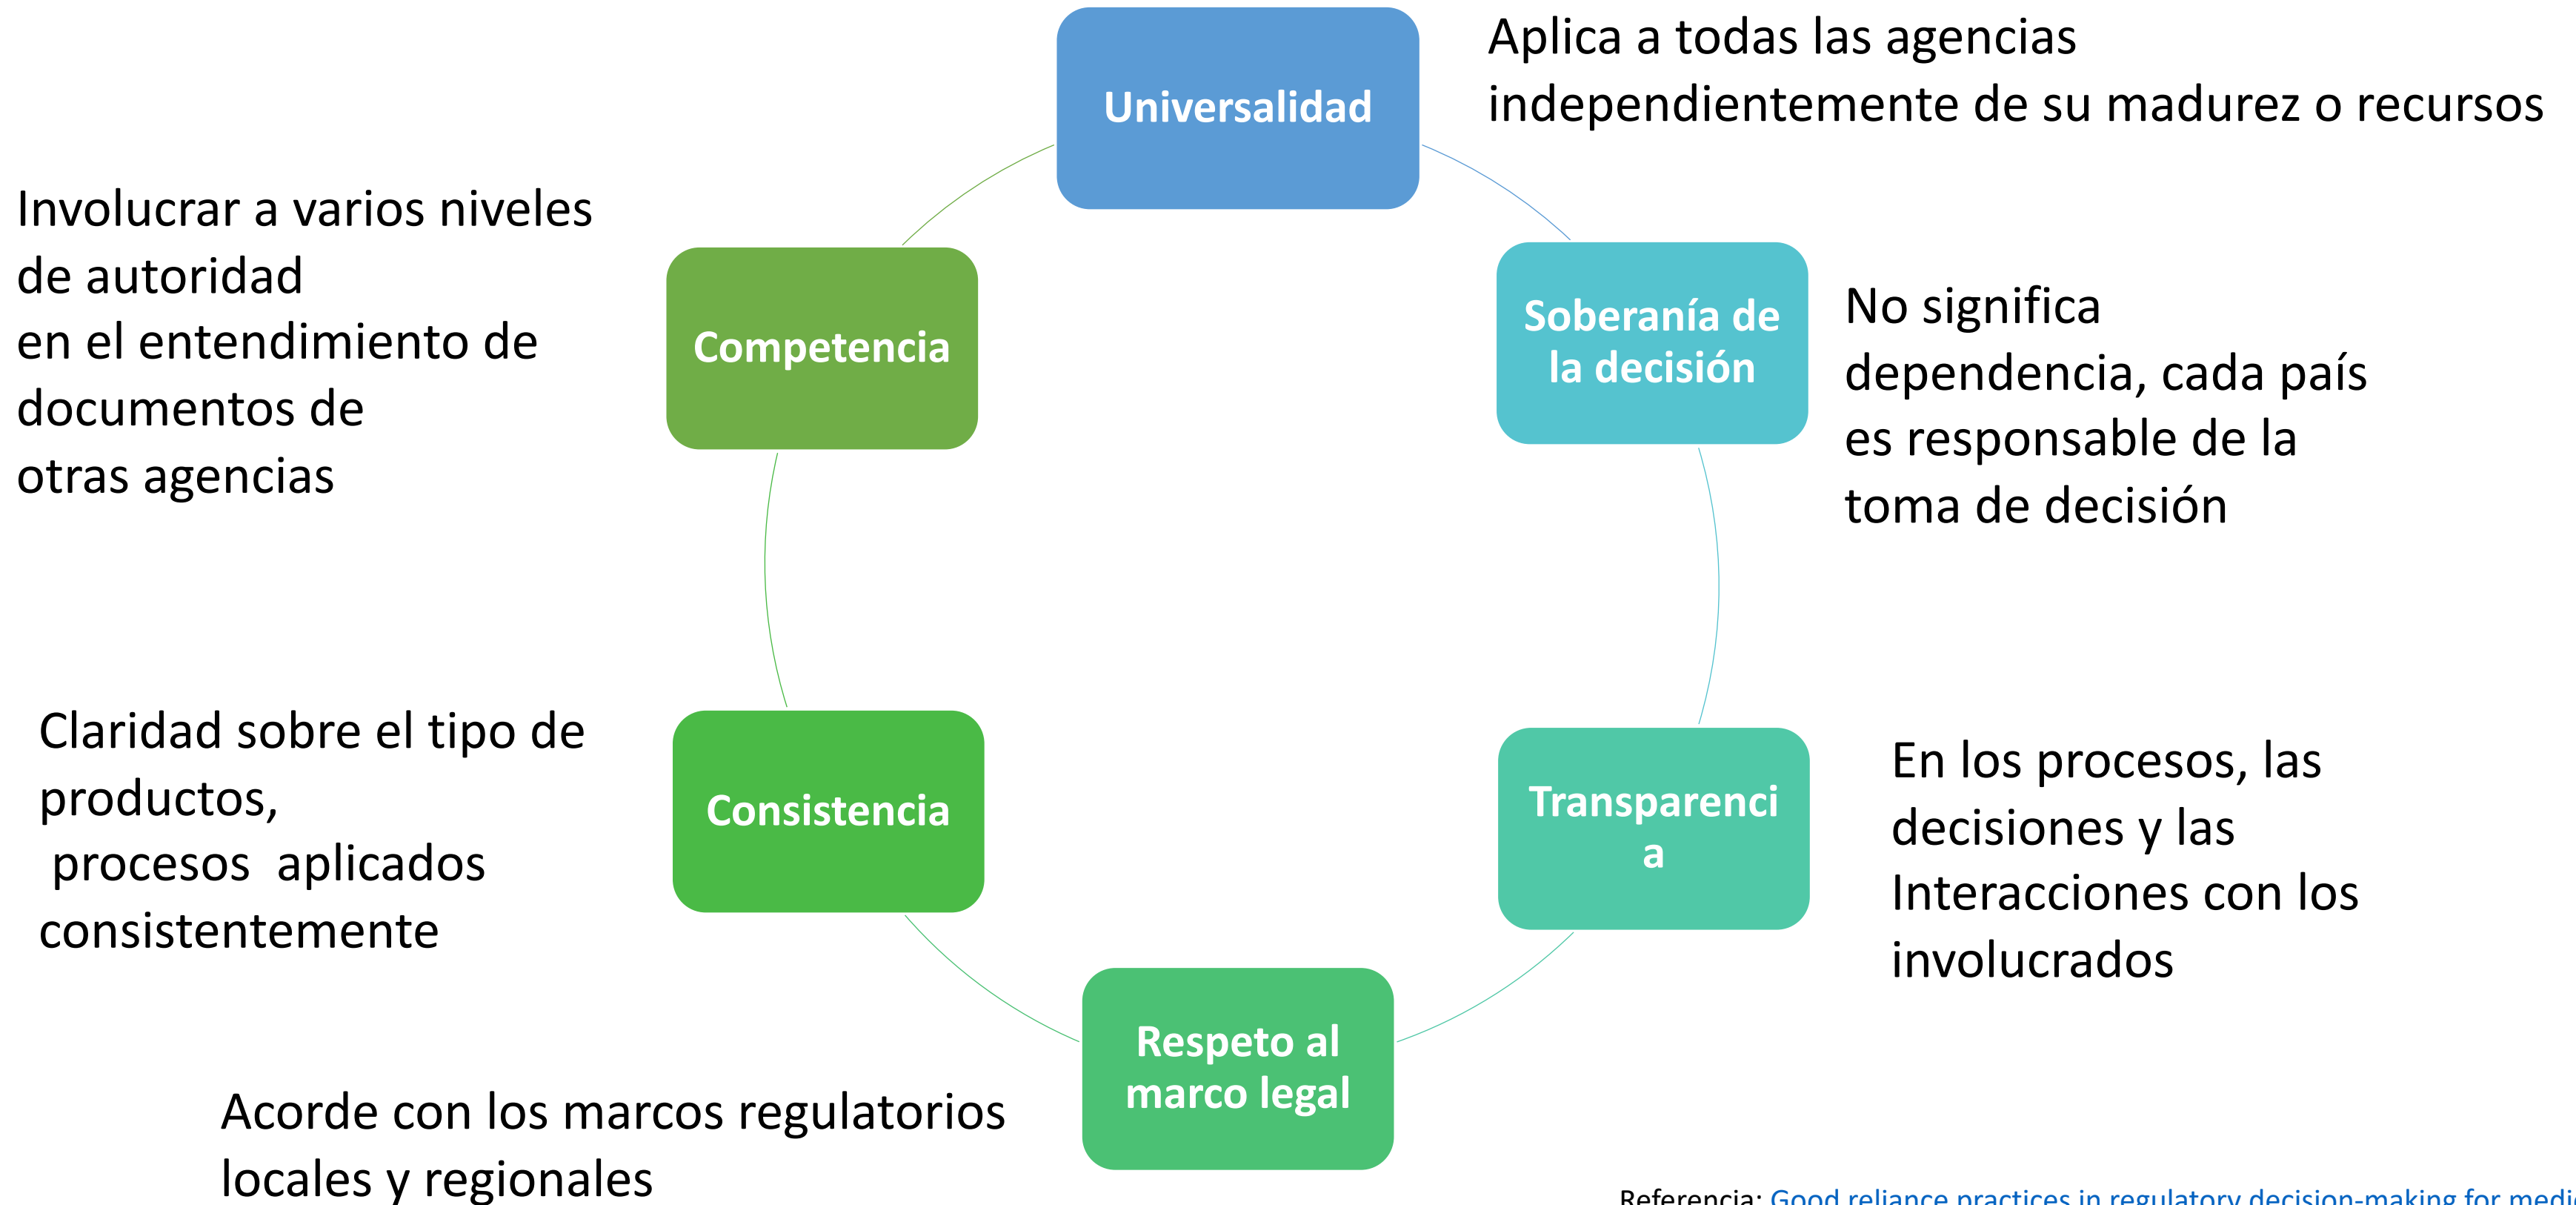 Universalidad
Aplica a todas las agencias
independientemente de su madurez o recursos
Soberanía de
la decisión
No significa
dependencia, cada país
es responsable de la
toma de decisión
Transparenci
a
En los procesos, las
decisiones y las
Interacciones con los
involucrados
Respeto al
marco legal
Acorde con los marcos regulatorios
locales y regionales
Consistencia
Claridad sobre el tipo de
productos,
procesos aplicados
consistentemente
Competencia
Involucrar a varios niveles
de autoridad
en el entendimiento de
documentos de
otras agencias
Referencia: Good reliance practices in regulatory decision-making for